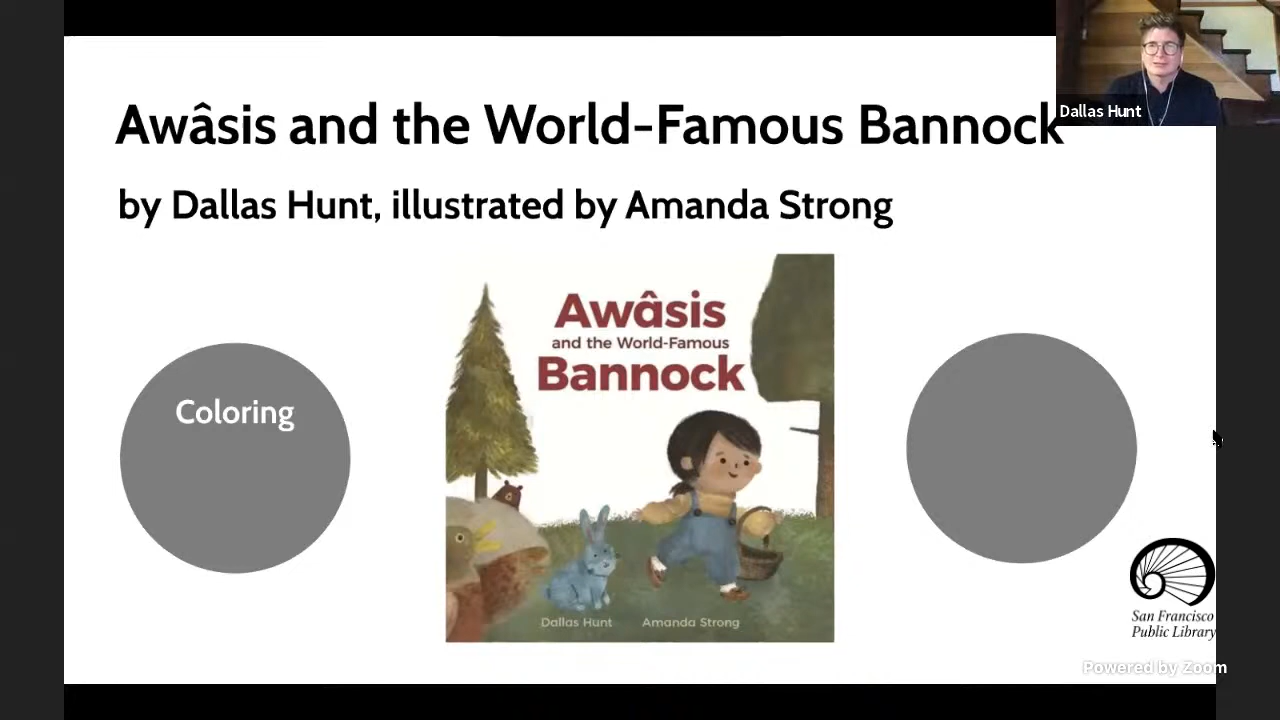 Awâsis and the World-Famous Bannock
Dallas Hunt
by Dallas Hunt, illustrated by Amanda Strong
Awâsis
and the World-Famous
Bannock
Coloring
Dallas Hunt Amanda Strong
San Francisco
Public Library
Powered by Zoom